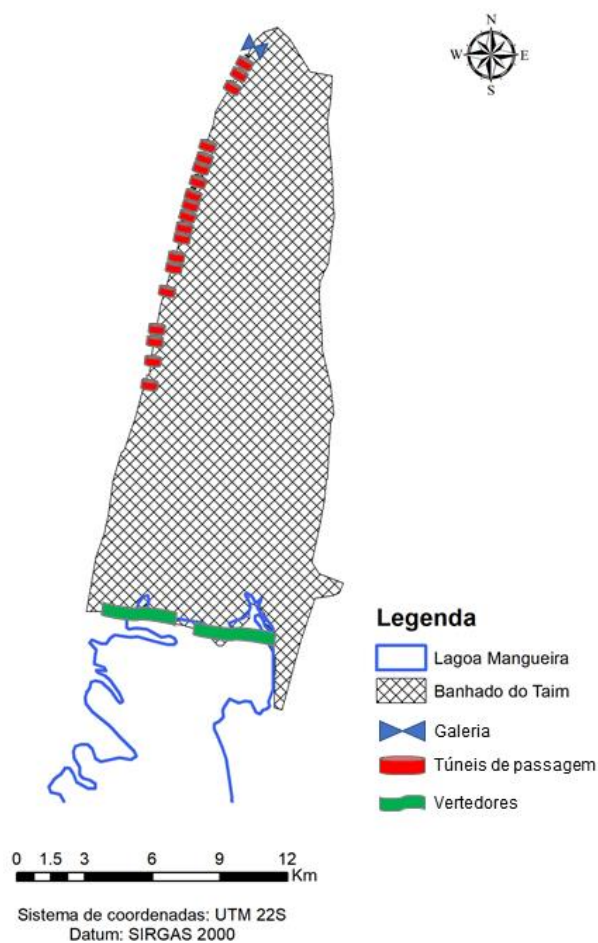 N
W E
S
Legenda
Lagoa Mangueira
Banhado do Taim
Galeria
Túneis de passagem
Vertedores
0 1.5 3 6 9 12
Km
Sistema de coordenadas: UTM 22S
Datum: SIRGAS 2000